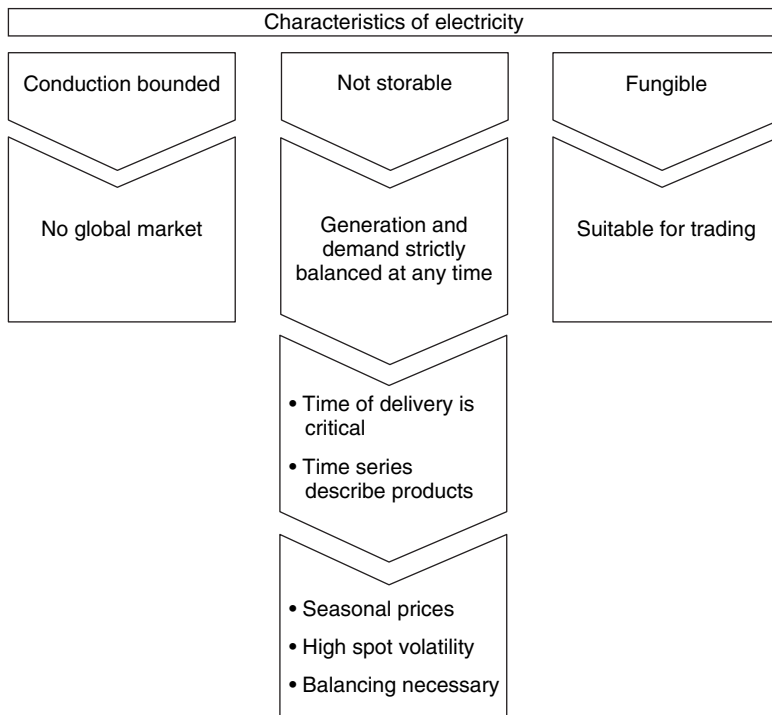 Characteristics of electricity
Conduction bounded
Not storable
Fungible
No global market
Generation and
demand strictly
balanced at any time
Suitable for trading
• Time of delivery is
critical
• Time series
describe products
• Seasonal prices
• High spot volatility
• Balancing necessary